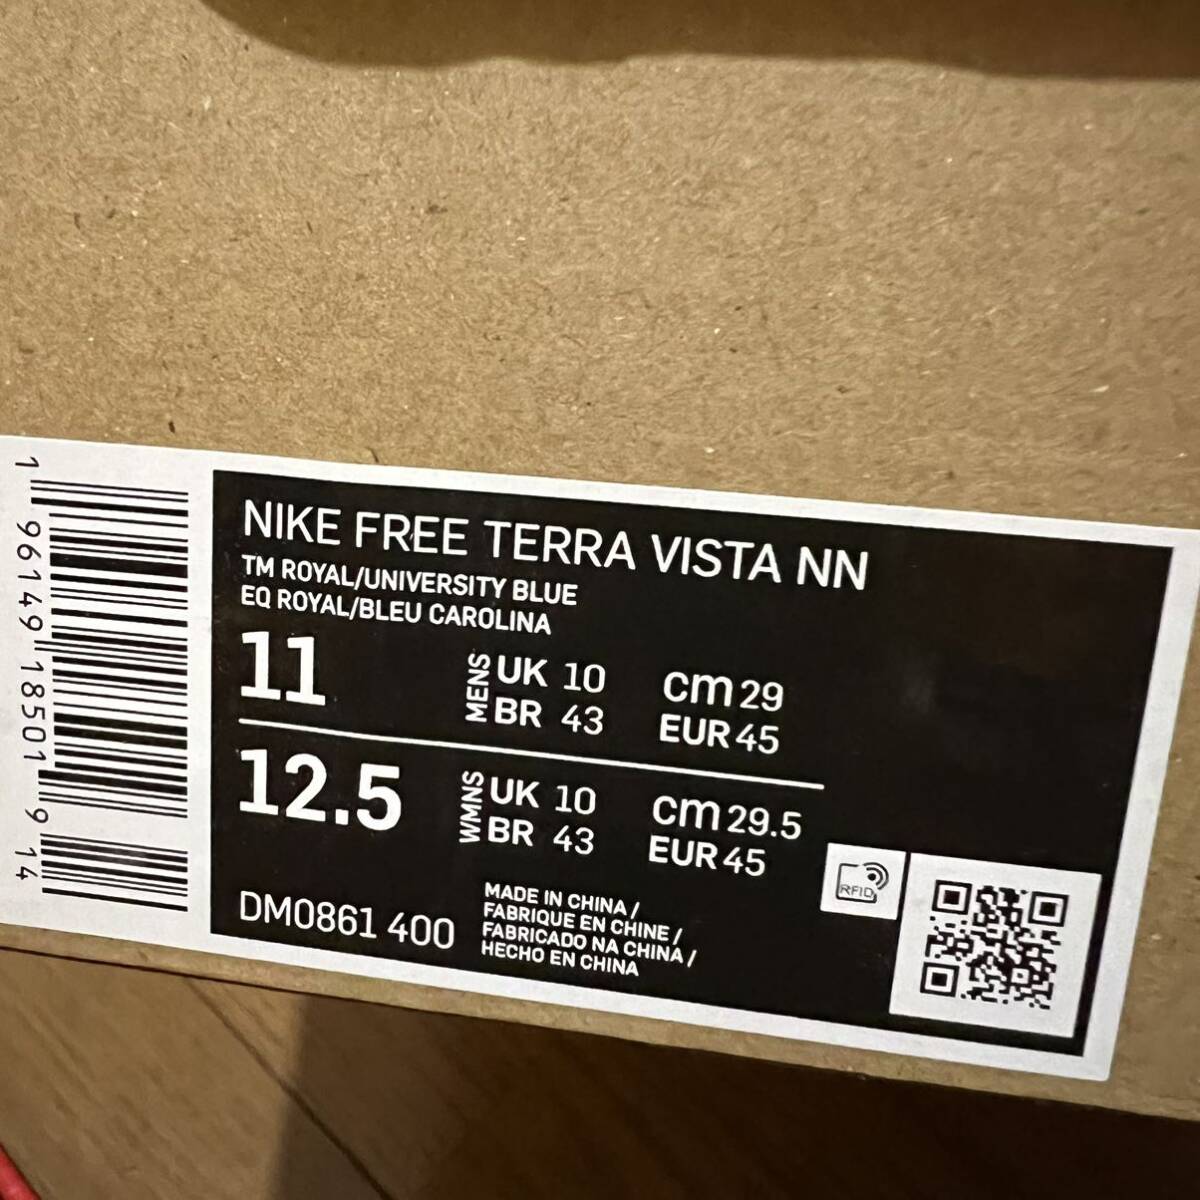 1 96149 18501 9 14
NIKE FREE TERRA VISTA NN
TM ROYAL/UNIVERSITY BLUE
EQ ROYAL/BLEU CAROLINA
11 MENS UK 10 cm 29
BR 43 EUR 45
12.5 WMNS UK 10 cm 29.5
BR 43 EUR 45
DM0861 400
MADE IN CHINA /
FABRIQUE EN CHINE /
FABRICADO NA CHINA /
HECHO EN CHINA
RFID